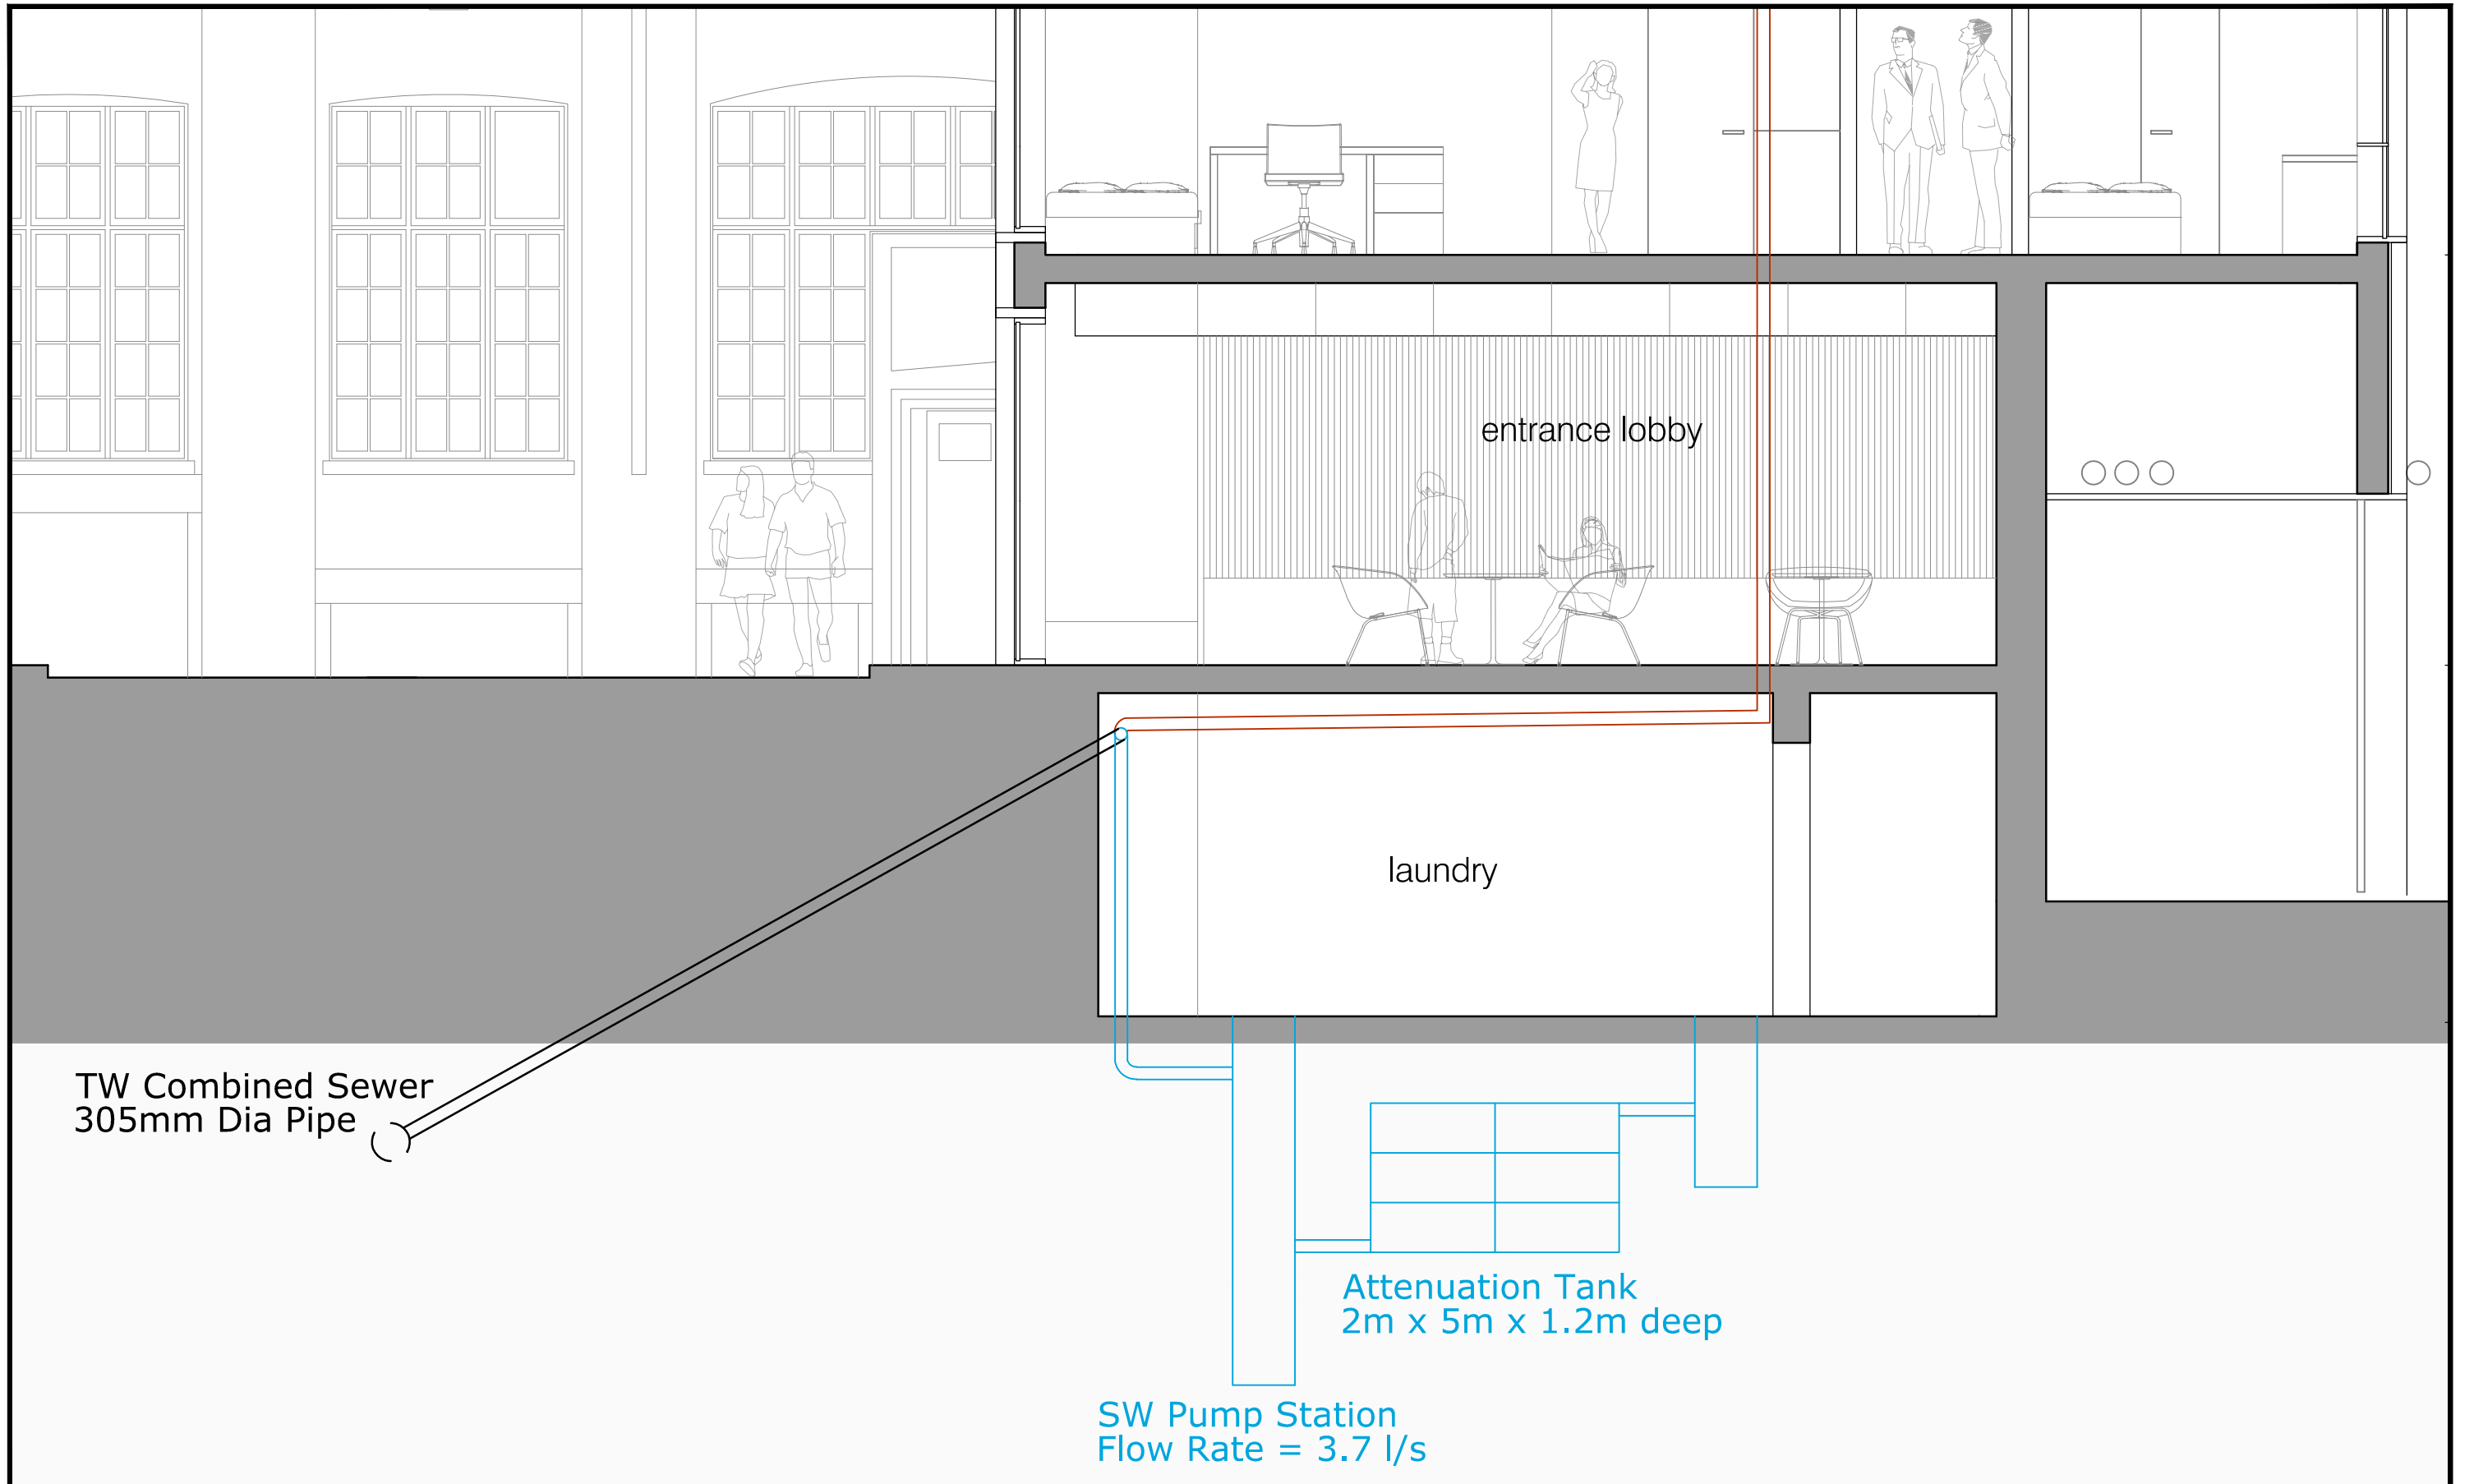 entrance lobby
laundry
TW Combined Sewer
305mm Dia Pipe
Attenuation Tank
2m x 5m x 1.2m deep
SW Pump Station
Flow Rate = 3.7 l/s